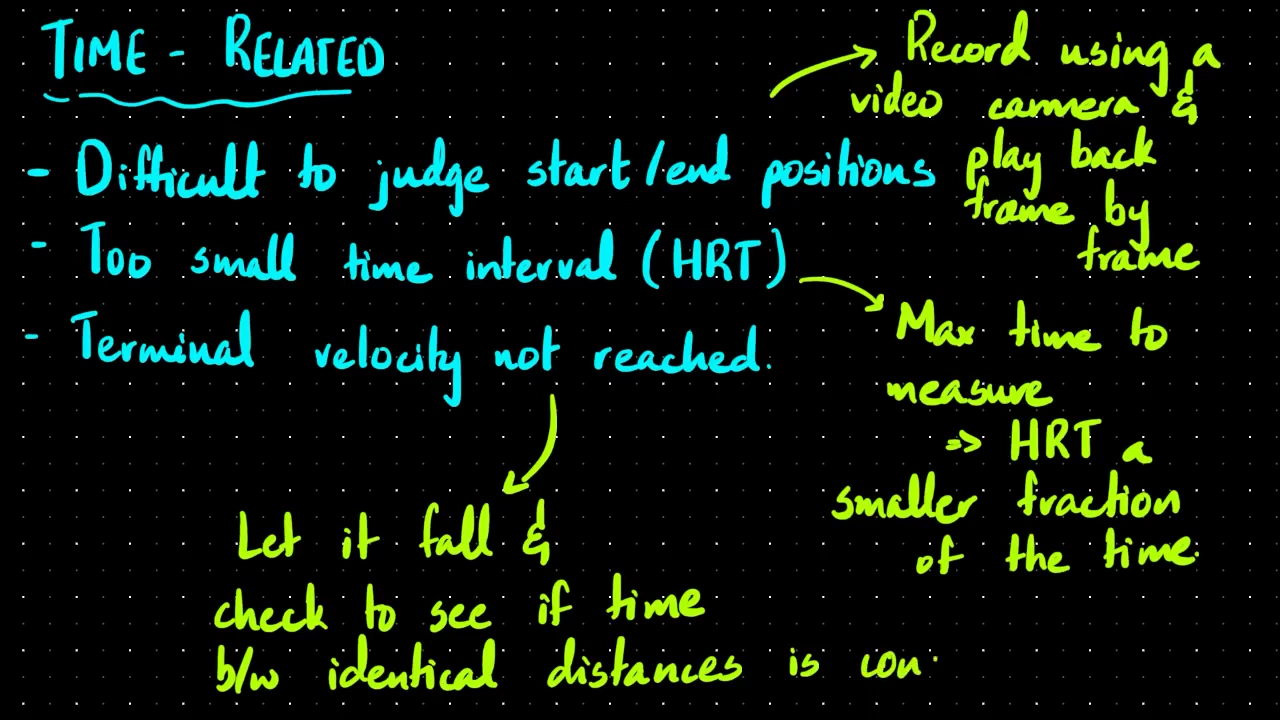 TIME - RELATED
- Difficult to judge start/end positions
- Too small time interval (HRT)
- Terminal velocity not reached.
Record using a
video camera &
play back
frame by
frame
Max time to
measure
=> HRT a
smaller fraction
of the time.
Let it fall &
check to see if time
b/w identical distances is con